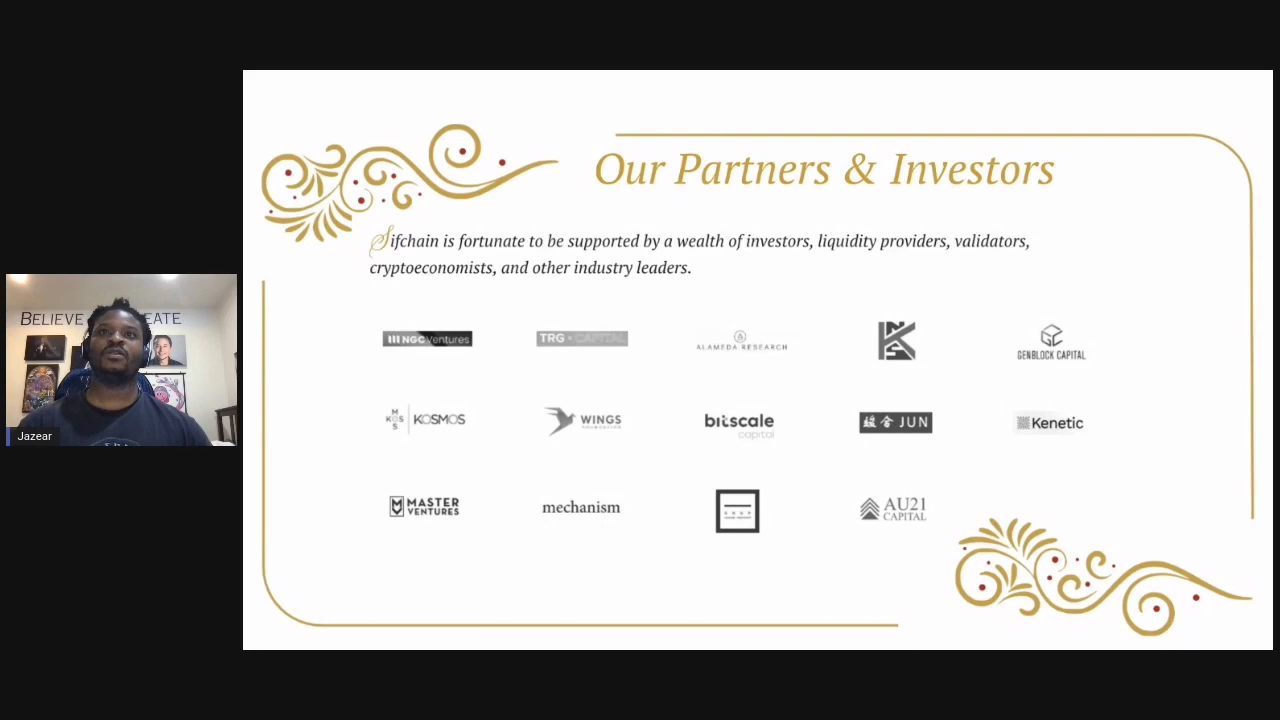 Our Partners & Investors
Sifchain is fortunate to be supported by a wealth of investors, liquidity providers, validators,
cryptoeconomists, and other industry leaders.
NGC Ventures
TRG CAPITAL
ALAMEDA RESEARCH
GENBLOCK CAPITAL
KOSMOS
WINGS
bitscale
capital
JUN
Kenetic
MASTER
VENTURES
mechanism
AU21
CAPITAL
BELIEVE
Jazear